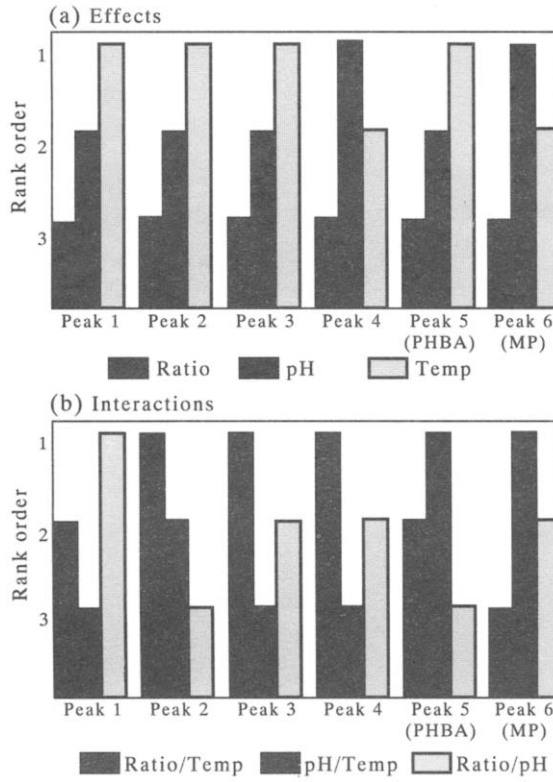 (a) Effects
Rank order
1
2
3
Peak 1 Peak 2 Peak 3 Peak 4 Peak 5 Peak 6
(PHBA) (MP)
Ratio pH Temp
(b) Interactions
Rank order
1
2
3
Peak 1 Peak 2 Peak 3 Peak 4 Peak 5 Peak 6
(PHBA) (MP)
Ratio/Temp pH/Temp Ratio/pH